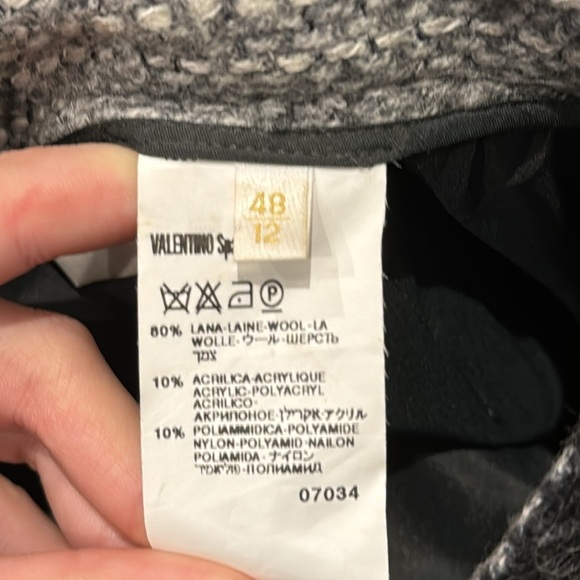 48
12
VALENTINO Sp
80% LANA-LAINE-WOOL-LA
WOLLE-ウール-ШЕРСТЬ
צמר
10% ACRILICA-ACRYLIQUE
ACRYLIC-POLYACRYL
ACRILICO-
АКРИЛОНОЕ-אקרילן-アクリル
10% POLIAMMIDICA-POLYAMIDE
NYLON-POLYAMID-NAILON
POLIAMIDA-ナイロン
07034